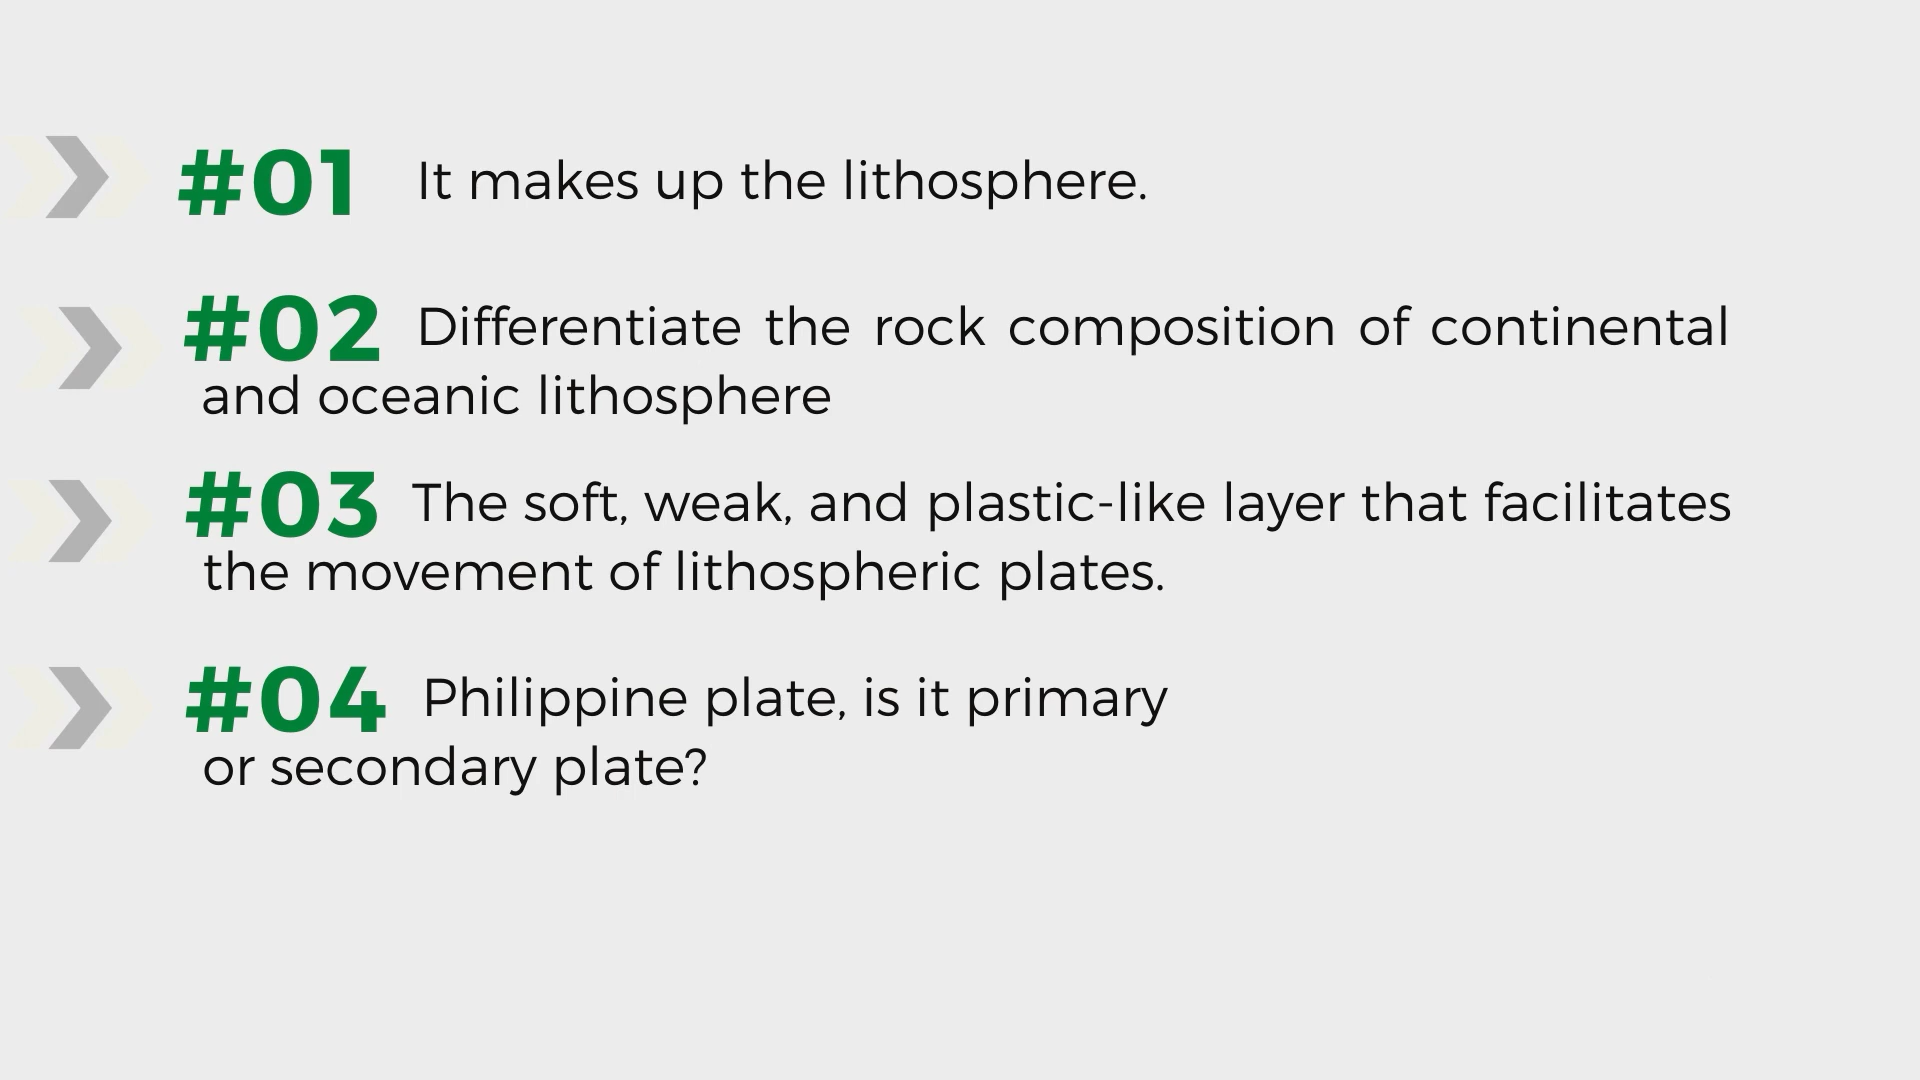 #01 It makes up the lithosphere.
#02 Differentiate the rock composition of continental
and oceanic lithosphere
#03 The soft, weak, and plastic-like layer that facilitates
the movement of lithospheric plates.
#04 Philippine plate, is it primary
or secondary plate?